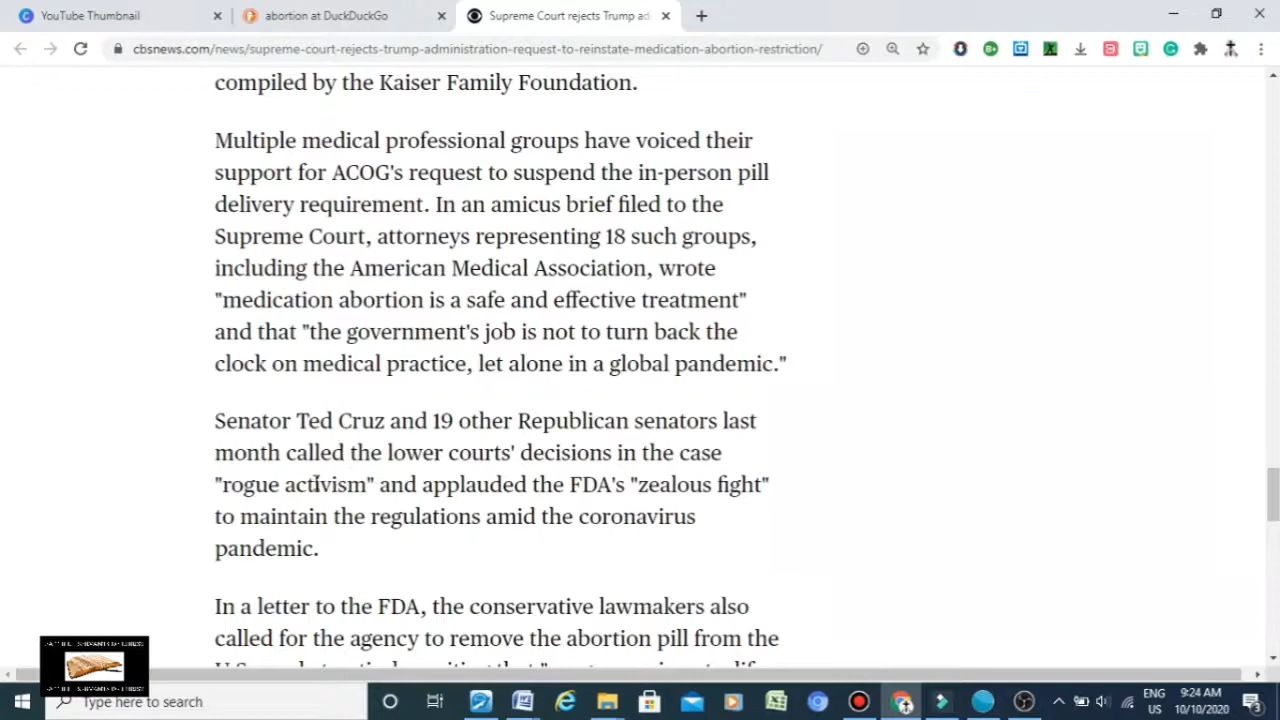 YouTube Thumbnail
abortion at DuckDuckGo
Supreme Court rejects Trump ad
cbsnews.com/news/supreme-court-rejects-trump-administration-request-to-reinstate-medication-abortion-restriction/
compiled by the Kaiser Family Foundation.
Multiple medical professional groups have voiced their
support for ACOG's request to suspend the in-person pill
delivery requirement. In an amicus brief filed to the
Supreme Court, attorneys representing 18 such groups,
including the American Medical Association, wrote
"medication abortion is a safe and effective treatment"
and that "the government's job is not to turn back the
clock on medical practice, let alone in a global pandemic."
Senator Ted Cruz and 19 other Republican senators last
month called the lower courts' decisions in the case
"rogue activism" and applauded the FDA's "zealous fight"
to maintain the regulations amid the coronavirus
pandemic.
In a letter to the FDA, the conservative lawmakers also
called for the agency to remove the abortion pill from the
Type here to search
ENG
US
9:24 AM
10/10/2020
3